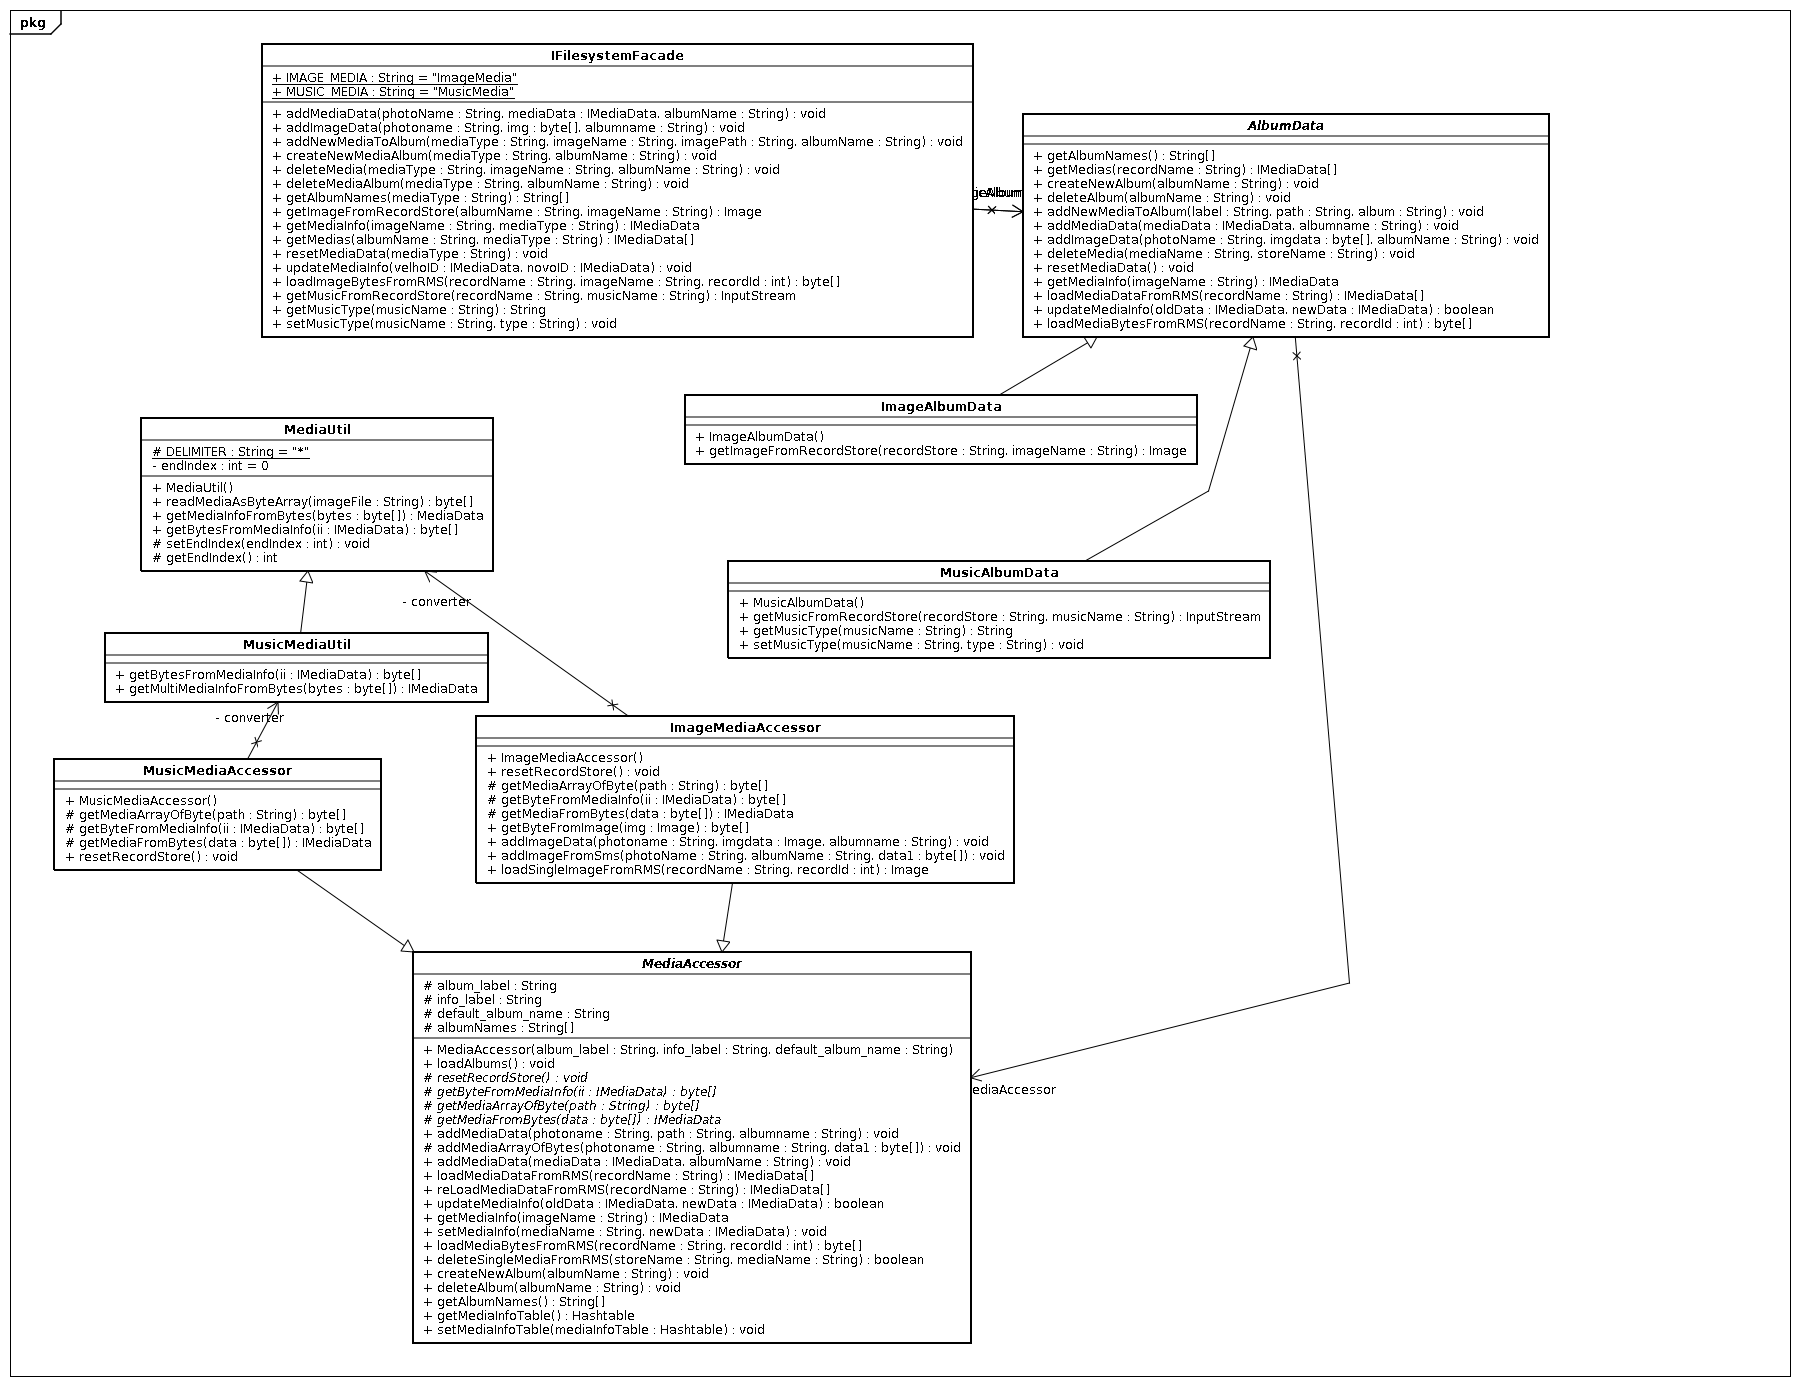 pkg
IFilesystemFacade
+ IMAGE_MEDIA : String = "ImageMedia"
+ MUSIC_MEDIA : String = "MusicMedia"
+ addMediaData(photoName : String, mediaData : IMediaData, albumName : String) : void
+ addImageData(photoname : String, img : byte[], albumname : String) : void
+ addNewMediaToAlbum(mediaType : String, imageName : String, imagePath : String, albumName : String) : void
+ createNewMediaAlbum(mediaType : String, albumName : String) : void
+ deleteMedia(mediaType : String, imageName : String, albumName : String) : void
+ deleteMediaAlbum(mediaType : String, albumName : String) : void
+ getAlbumNames(mediaType : String) : String[]
+ getImageFromRecordStore(albumName : String, imageName : String) : Image
+ getMediaInfo(imageName : String, mediaType : String) : IMediaData
+ getMedias(albumName : String, mediaType : String) : IMediaData[]
+ resetMediaData(mediaType : String) : void
+ updateMediaInfo(velhoID : IMediaData, novoID : IMediaData) : void
+ loadImageBytesFromRMS(recordName : String, imageName : String, recordId : int) : byte[]
+ getMusicFromRecordStore(recordName : String, musicName : String) : InputStream
+ getMusicType(musicName : String) : String
+ setMusicType(musicName : String, type : String) : void
AlbumData
+ getAlbumNames() : String[]
+ getMedias(recordName : String) : IMediaData[]
+ createNewAlbum(albumName : String) : void
+ deleteAlbum(albumName : String) : void
+ addNewMediaToAlbum(label : String, path : String, album : String) : void
+ addMediaData(mediaData : IMediaData, albumname : String) : void
+ addImageData(photoName : String, imgdata : byte[], albumName : String) : void
+ deleteMedia(mediaName : String, storeName : String) : void
+ resetMediaData() : void
+ getMediaInfo(imageName : String) : IMediaData
+ loadMediaDataFromRMS(recordName : String) : IMediaData[]
+ updateMediaInfo(oldData : IMediaData, newData : IMediaData) : boolean
+ loadMediaBytesFromRMS(recordName : String, recordId : int) : byte[]
ImageAlbumData
+ ImageAlbumData()
+ getImageFromRecordStore(recordStore : String, imageName : String) : Image
MediaUtil
# DELIMITER : String = "*"
- endIndex : int = 0
+ MediaUtil()
+ readMediaAsByteArray(imageFile : String) : byte[]
+ getMediaInfoFromBytes(bytes : byte[]) : MediaData
+ getBytesFromMediaInfo(ii : IMediaData) : byte[]
# setEndIndex(endIndex : int) : void
# getEndIndex() : int
MusicAlbumData
+ MusicAlbumData()
+ getMusicFromRecordStore(recordStore : String, musicName : String) : InputStream
+ getMusicType(musicName : String) : String
+ setMusicType(musicName : String, type : String) : void
- converter
MusicMediaUtil
+ getBytesFromMediaInfo(ii : IMediaData) : byte[]
+ getMultiMediaInfoFromBytes(bytes : byte[]) : IMediaData
- converter
ImageMediaAccessor
+ ImageMediaAccessor()
+ resetRecordStore() : void
# getMediaArrayOfByte(path : String) : byte[]
# getByteFromMediaInfo(ii : IMediaData) : byte[]
# getMediaFromBytes(data : byte[]) : IMediaData
+ getByteFromImage(img : Image) : byte[]
+ addImageData(photoname : String, imgdata : Image, albumname : String) : void
+ addImageFromSms(photoName : String, albumName : String, data1 : byte[]) : void
+ loadSingleImageFromRMS(recordName : String, recordId : int) : Image
MusicMediaAccessor
+ MusicMediaAccessor()
# getMediaArrayOfByte(path : String) : byte[]
# getByteFromMediaInfo(ii : IMediaData) : byte[]
# getMediaFromBytes(data : byte[]) : IMediaData
+ resetRecordStore() : void
MediaAccessor
# album_label : String
# info_label : String
# default_album_name : String
# albumNames : String[]
+ MediaAccessor(album_label : String, info_label : String, default_album_name : String)
+ loadAlbums() : void
# resetRecordStore() : void
# getByteFromMediaInfo(ii : IMediaData) : byte[]
# getMediaArrayOfByte(path : String) : byte[]
# getMediaFromBytes(data : byte[]) : IMediaData
+ addMediaData(photoname : String, path : String, albumname : String) : void
# addMediaArrayOfBytes(photoname : String, albumname : String, data1 : byte[]) : void
+ addMediaData(mediaData : IMediaData, albumName : String) : void
+ loadMediaDataFromRMS(recordName : String) : IMediaData[]
+ reLoadMediaDataFromRMS(recordName : String) : IMediaData[]
+ updateMediaInfo(oldData : IMediaData, newData : IMediaData) : boolean
+ getMediaInfo(imageName : String) : IMediaData
+ setMediaInfo(mediaName : String, newData : IMediaData) : void
+ loadMediaBytesFromRMS(recordName : String, recordId : int) : byte[]
+ deleteSingleMediaFromRMS(storeName : String, mediaName : String) : boolean
+ createNewAlbum(albumName : String) : void
+ deleteAlbum(albumName : String) : void
+ getAlbumNames() : String[]
+ getMediaInfoTable() : Hashtable
+ setMediaInfoTable(mediaInfoTable : Hashtable) : void
ediaAccessor